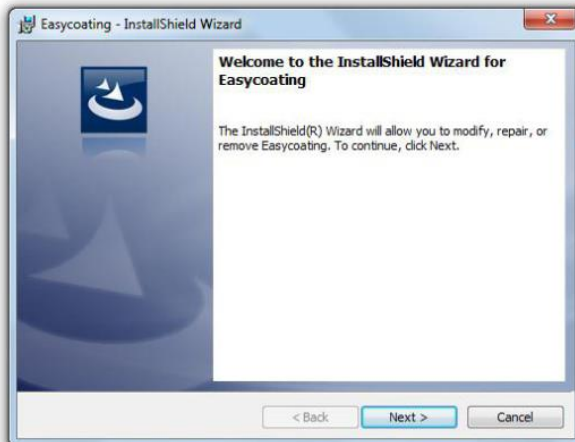 Easycoating - InstallShield Wizard
Welcome to the InstallShield Wizard for
Easycoating
The InstallShield(R) Wizard will allow you to modify, repair, or
remove Easycoating. To continue, click Next.
< Back
Next >
Cancel